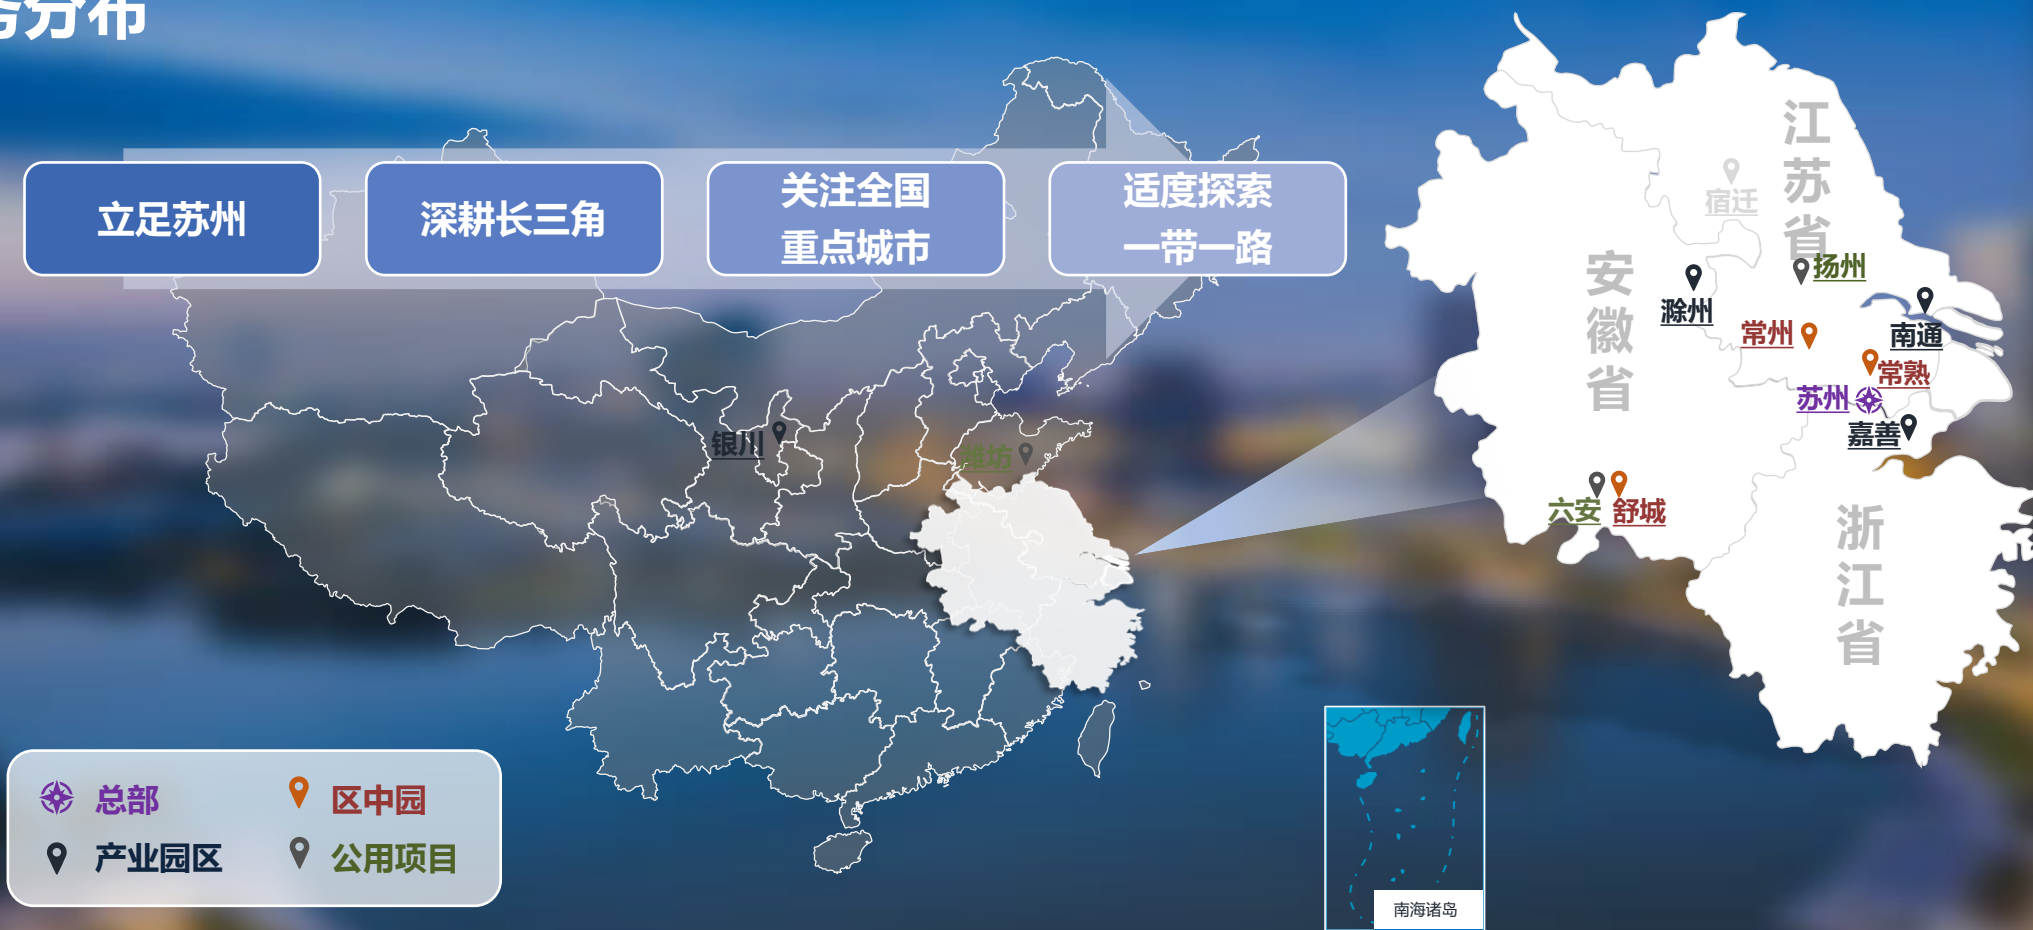 务分布
立足苏州
深耕长三角
关注全国
重点城市
适度探索
一带一路
江苏省
安徽省
浙江省
宿迁
扬州
滁州
南通
常州
常熟
苏州
嘉善
六安
舒城
银川
潍坊
总部
区中园
产业园区
公用项目
南海诸岛